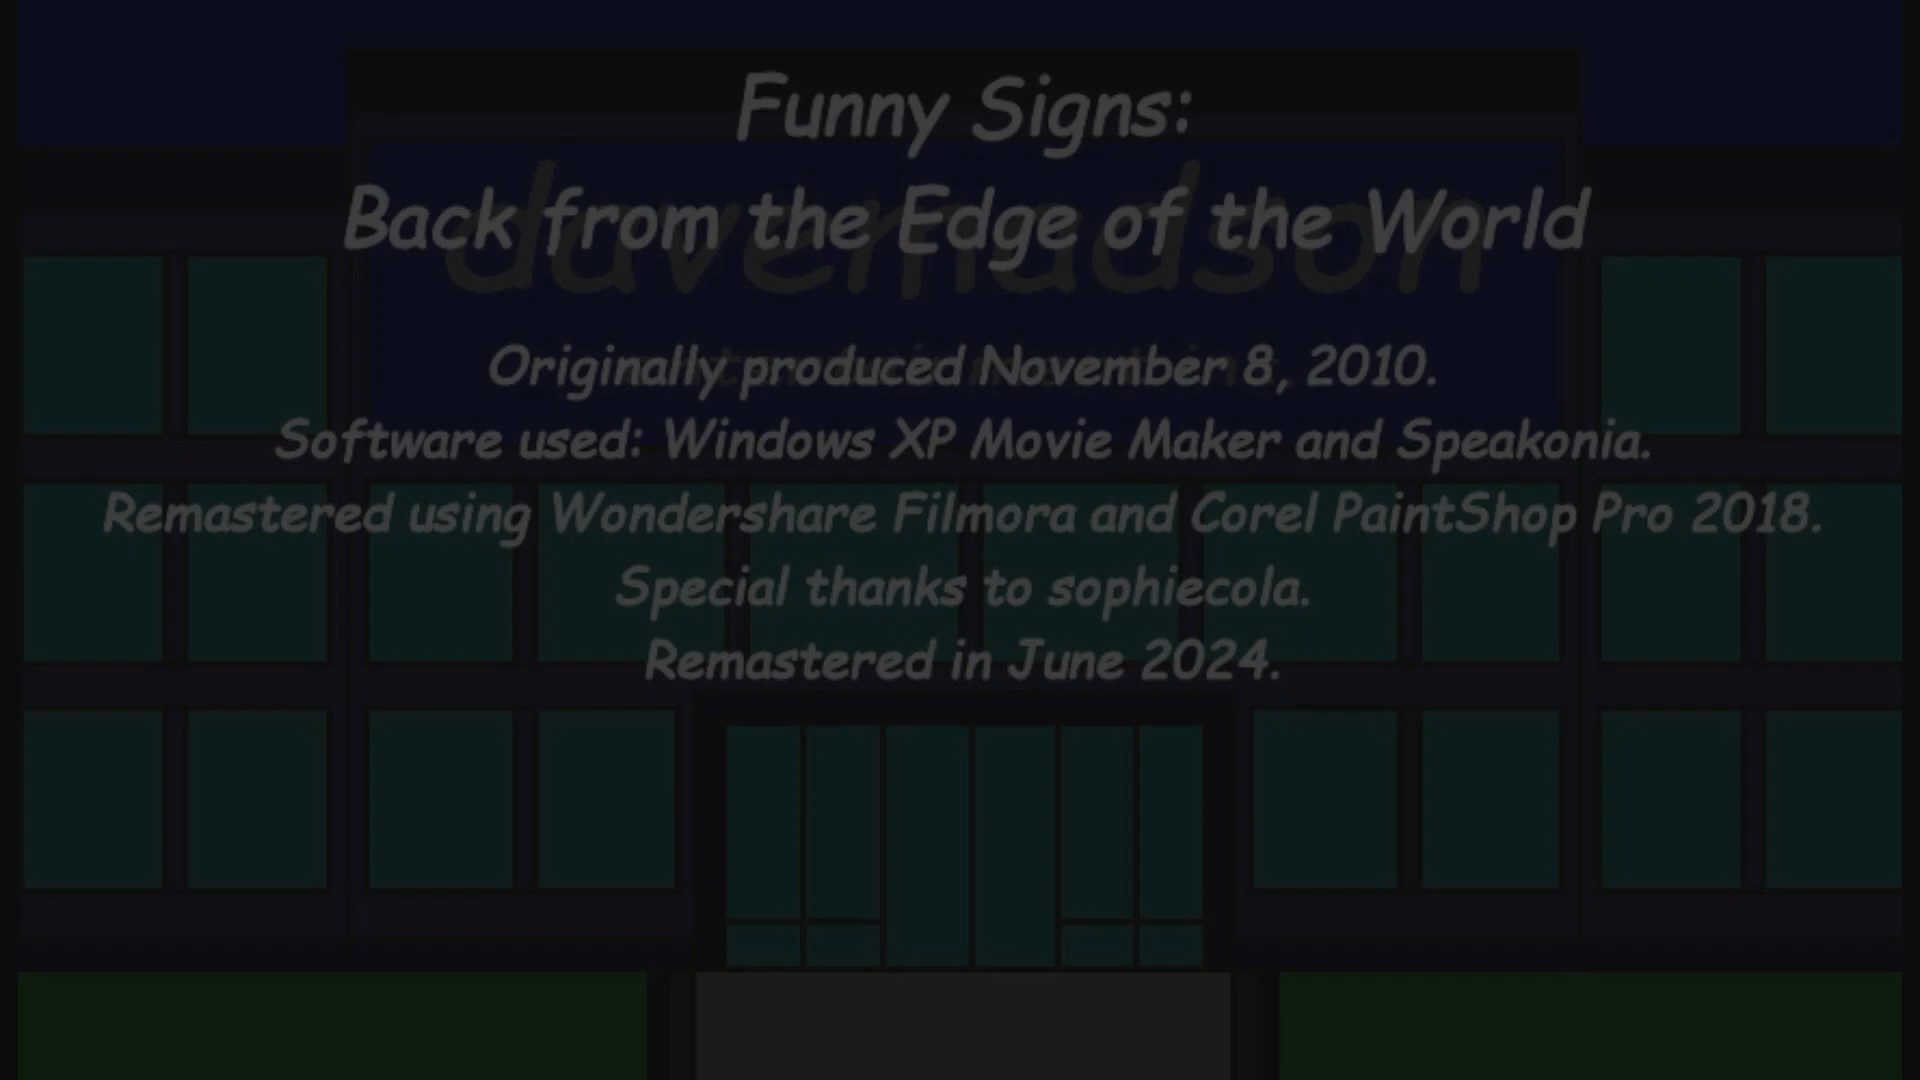 Funny Signs:
Back from the Edge of the World
davemadson
Originally produced November 8, 2010.
Software used: Windows XP Movie Maker and Speakonia.
Remastered using Wondershare Filmora and Corel PaintShop Pro 2018.
Special thanks to sophiecola.
Remastered in June 2024.